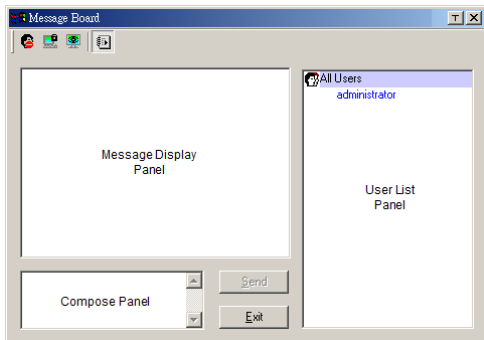 Message Board
T X
All Users
administrator
Message Display
Panel
User List
Panel
Compose Panel
Send
Exit